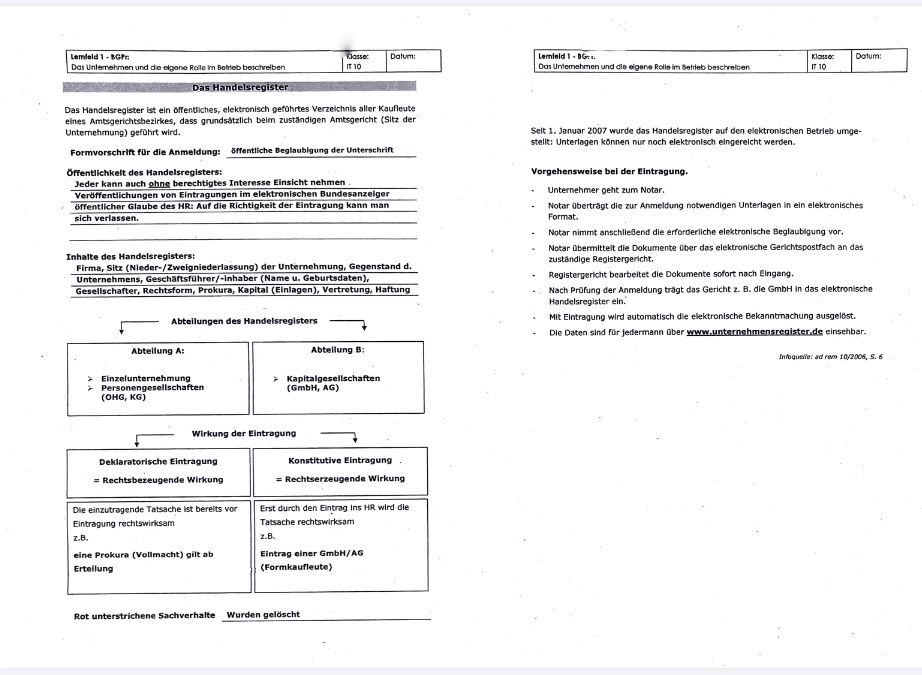 Lernfeld 1 - BGPr:
Das Unternehmen und die eigene Rolle im Betrieb beschreiben
Klasse:
IT 10
Datum:
Das Handelsregister
Das Handelsregister ist ein öffentliches, elektronisch geführtes Verzeichnis aller Kaufleute
eines Amtsgerichtsbezirkes, dass grundsätzlich beim zuständigen Amtsgericht (Sitz der
Unternehmung) geführt wird.
Formvorschrift für die Anmeldung: öffentliche Beglaubigung der Unterschrift
Öffentlichkeit des Handelsregisters:
Jeder kann auch ohne berechtigtes Interesse Einsicht nehmen
Veröffentlichungen von Eintragungen im elektronischen Bundesanzeiger
öffentlicher Glaube des HR: Auf die Richtigkeit der Eintragung kann man
sich verlassen.
Inhalte des Handelsregisters:
Firma, Sitz (Nieder-/Zweigniederlassung) der Unternehmung, Gegenstand d.
Unternehmens, Geschäftsführer/-inhaber (Name u. Geburtsdaten),
Gesellschafter, Rechtsform, Prokura, Kapital (Einlagen), Vertretung, Haftung
Abteilungen des Handelsregisters
Abteilung A:
➢ Einzelunternehmung
➢ Personengesellschaften
(OHG, KG)
Abteilung B:
➢ Kapitalgesellschaften
(GmbH, AG)
Wirkung der Eintragung
Deklaratorische Eintragung
= Rechtsbezeugende Wirkung
Konstitutive Eintragung
= Rechtserzeugende Wirkung
Die einzutragende Tatsache ist bereits vor
Eintragung rechtswirksam
z.B.
eine Prokura (Vollmacht) gilt ab
Erteilung
Erst durch den Eintrag ins HR wird die
Tatsache rechtswirksam
z.B.
Eintrag einer GmbH/AG
(Formkaufleute)
Rot unterstrichene Sachverhalte Wurden gelöscht
Lernfeld 1 -
Das Unternehmen und die eigene Rolle im Betrieb beschreiben
Klasse:
IT 10
Datum:
Seit 1. Januar 2007 wurde das Handelsregister auf den elektronischen Betrieb umge-
stellt: Unterlagen können nur noch elektronisch eingereicht werden.
Vorgehensweise bei der Eintragung.
- Unternehmer geht zum Notar.
- Notar überträgt die zur Anmeldung notwendigen Unterlagen in ein elektronisches
Format.
- Notar nimmt anschließend die erforderliche elektronische Beglaubigung vor.
- Notar übermittelt die Dokumente über das elektronische Gerichtspostfach an das
zuständige Registergericht.
- Registergericht bearbeitet die Dokumente sofort nach Eingang.
- Nach Prüfung der Anmeldung trägt das Gericht z. B. die GmbH in das elektronische
Handelsregister ein.
- Mit Eintragung wird automatisch die elektronische Bekanntmachung ausgelöst.
- Die Daten sind für jedermann über www.unternehmensregister.de einsehbar.
Infoquelle: ad rem 10/2006, S. 6